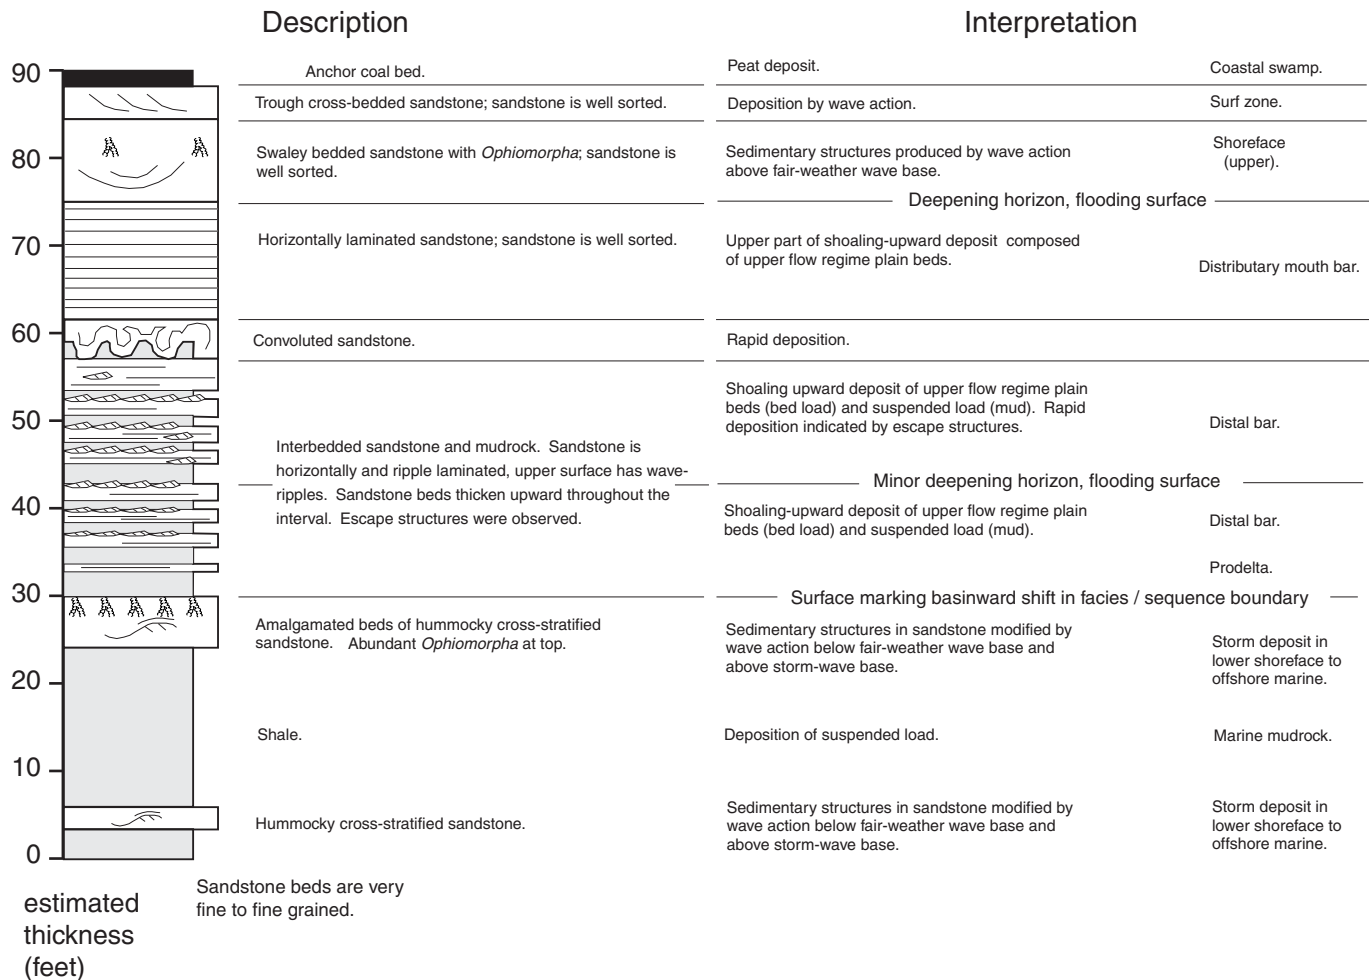 Description
Interpretation
90
Anchor coal bed.
Peat deposit.
Coastal swamp.
Trough cross-bedded sandstone; sandstone is well sorted.
Deposition by wave action.
Surf zone.
80
Swaley bedded sandstone with Ophiomorpha; sandstone is
well sorted.
Sedimentary structures produced by wave action
above fair-weather wave base.
Shoreface
(upper).
Deepening horizon, flooding surface
70
Horizontally laminated sandstone; sandstone is well sorted.
Upper part of shoaling-upward deposit composed
of upper flow regime plain beds.
Distributary mouth bar.
60
Convoluted sandstone.
Rapid deposition.
50
Interbedded sandstone and mudrock. Sandstone is
horizontally and ripple laminated, upper surface has wave-
ripples. Sandstone beds thicken upward throughout the
interval. Escape structures were observed.
Shoaling upward deposit of upper flow regime plain
beds (bed load) and suspended load (mud). Rapid
deposition indicated by escape structures.
Distal bar.
Minor deepening horizon, flooding surface
40
Shoaling-upward deposit of upper flow regime plain
beds (bed load) and suspended load (mud).
Distal bar.
Prodelta.
30
Surface marking basinward shift in facies / sequence boundary
Amalgamated beds of hummocky cross-stratified
sandstone. Abundant Ophiomorpha at top.
Sedimentary structures in sandstone modified by
wave action below fair-weather wave base and
above storm-wave base.
Storm deposit in
lower shoreface to
offshore marine.
20
Shale.
Deposition of suspended load.
Marine mudrock.
10
Hummocky cross-stratified sandstone.
Sedimentary structures in sandstone modified by
wave action below fair-weather wave base and
above storm-wave base.
Storm deposit in
lower shoreface to
offshore marine.
0
estimated
thickness
(feet)
Sandstone beds are very
fine to fine grained.